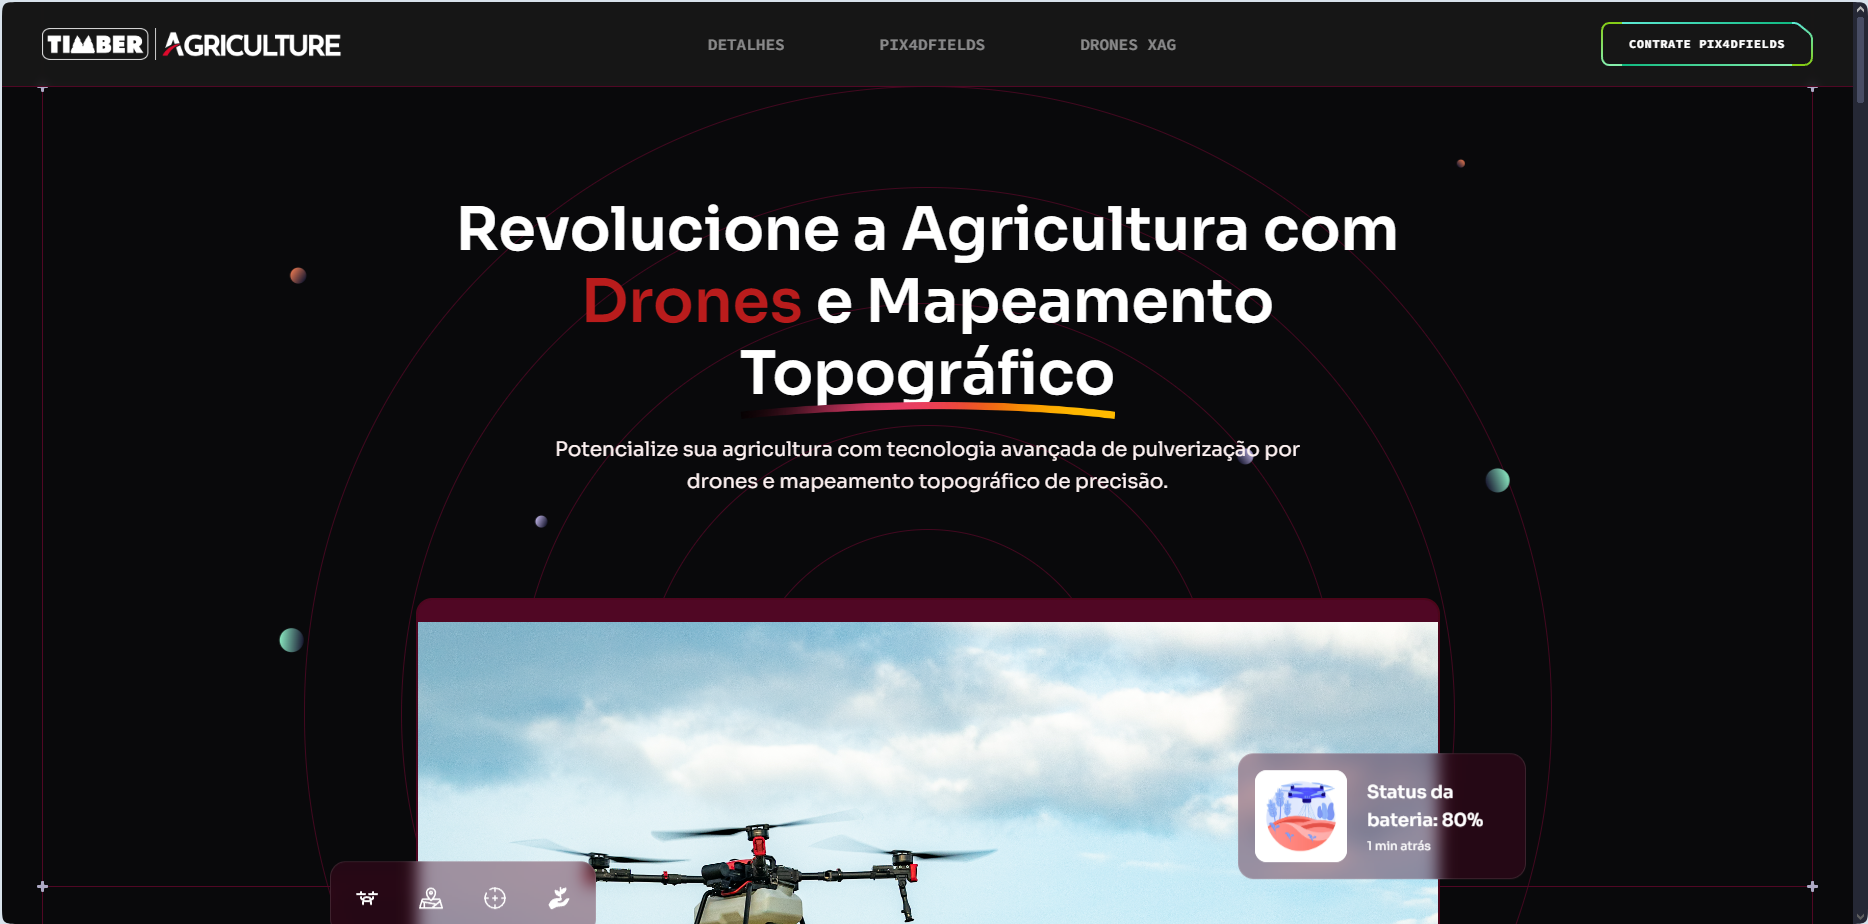 TIMBER AGRICULTURE
DETALHES
PIX4DFIELDS
DRONES XAG
CONTRATE PIX4DFIELDS
Revolucione a Agricultura com
Drones e Mapeamento
Topográfico
Potencialize sua agricultura com tecnologia avançada de pulverização por
drones e mapeamento topográfico de precisão.
Status da
bateria: 80%
1 min atrás